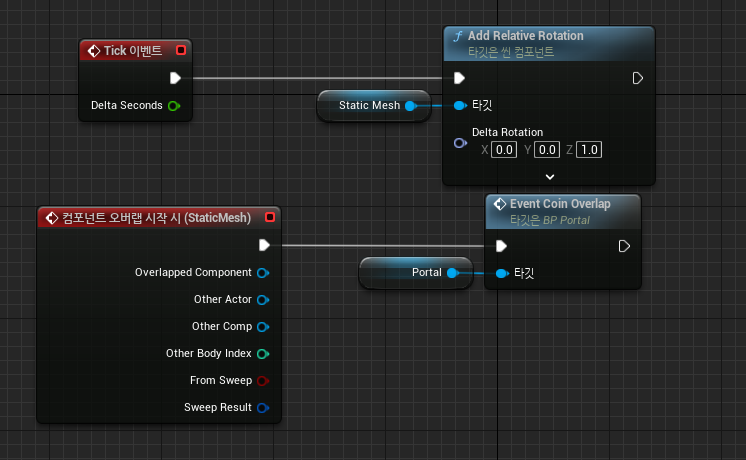 Tick 이벤트
Delta Seconds
Static Mesh
f Add Relative Rotation
타깃은 씬 컴포넌트
타깃
Delta Rotation
X 0.0 Y 0.0 Z 1.0
컴포넌트 오버랩 시작 시 (StaticMesh)
Overlapped Component
Other Actor
Other Comp
Other Body Index
From Sweep
Sweep Result
Portal
Event Coin Overlap
타깃은 BP Portal
타깃